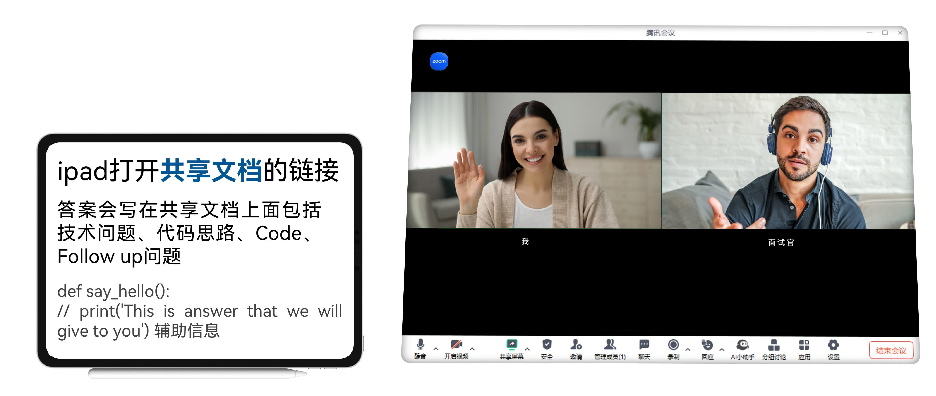 ipad打开共享文档的链接
答案会写在共享文档上面包括
技术问题、代码思路、Code、
Follow up问题
def say_hello():
// print('This is answer that we will
give to you') 辅助信息
腾讯会议
zoom
我
面试官
静音 开启视频 共享屏幕 安全 邀请 管理成员(1) 聊天 录制 回应 AI小助手 分组讨论 应用 设置 结束会议